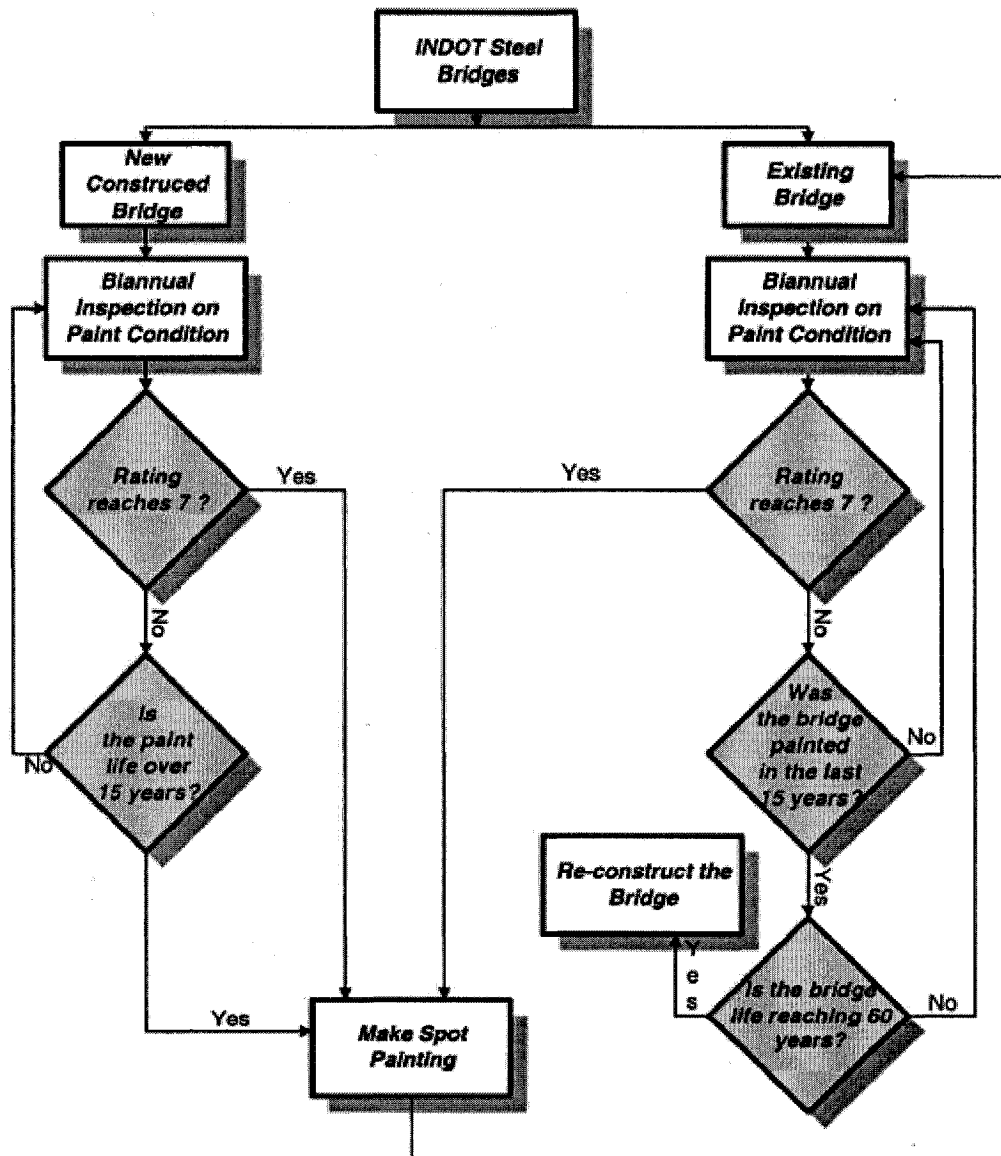 INDOT Steel
Bridges
New
Construced
Bridge
Existing
Bridge
Biannual
Inspection on
Paint Condition
Biannual
Inspection on
Paint Condition
Rating
reaches 7 ?
Yes
Yes
Rating
reaches 7 ?
No
No
Is
the paint
life over
15 years?
No
Was
the bridge
painted
in the last
15 years?
No
Re-construct the
Bridge
Yes
Yes
Is the bridge
life reaching 60
years?
No
Yes
Make Spot
Painting